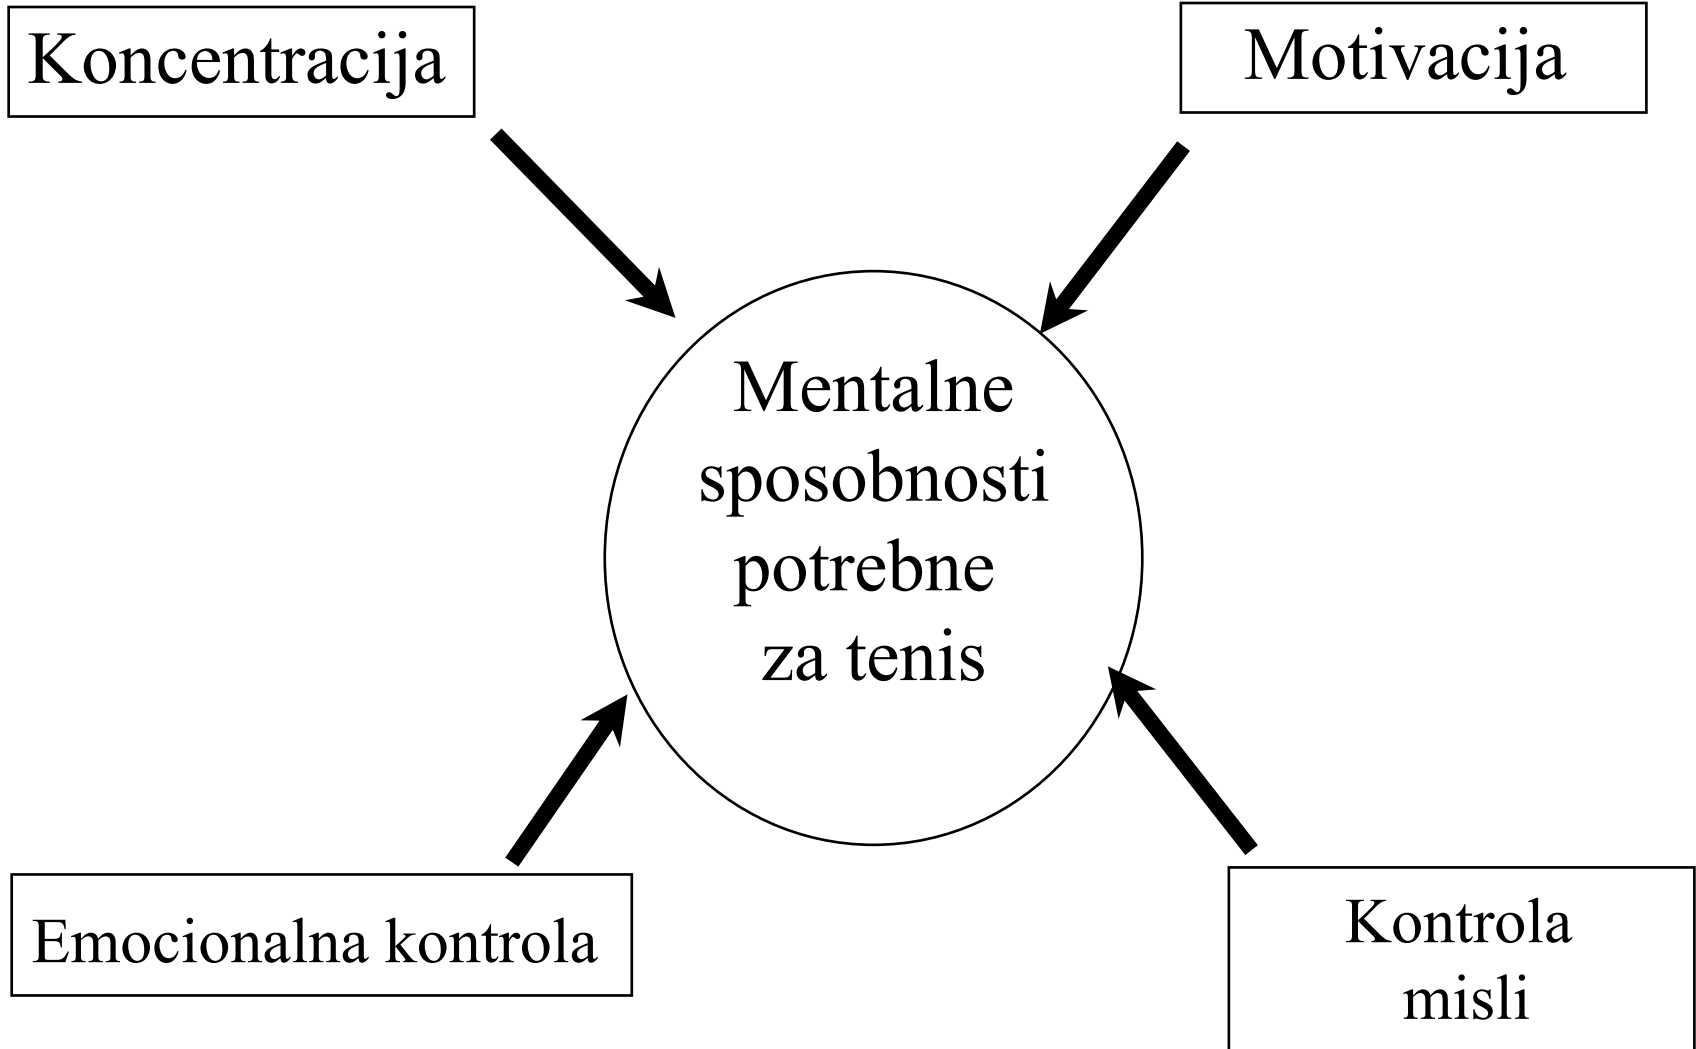 Koncentracija
Motivacija
Mentalne
sposobnosti
potrebne
za tenis
Emocionalna kontrola
Kontrola
misli